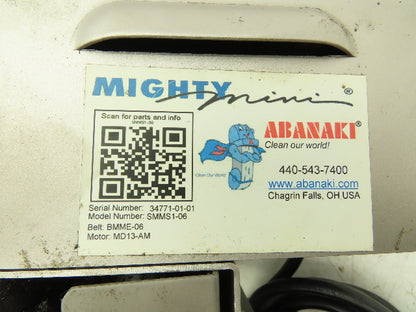 MIGHTY mini ®
Scan for parts and info
SMMS1-06
ABANAKI®
Clean our world!
Clean Our World!
440-543-7400
www.abanaki.com
Chagrin Falls, OH USA
Serial Number: 34771-01-01
Model Number: SMMS1-06
Belt: BMME-06
Motor: MD13-AM